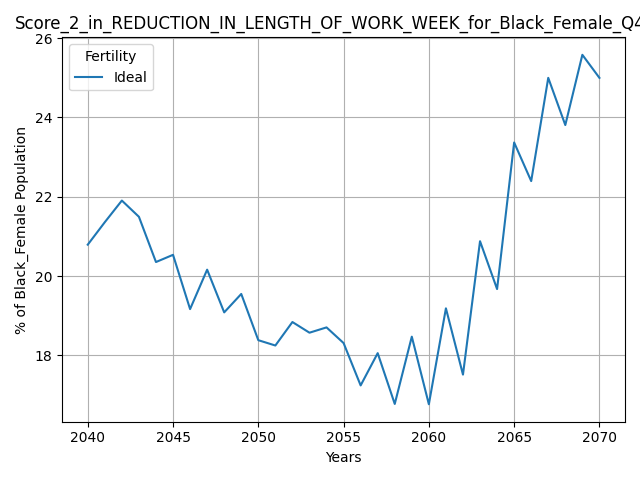 Score_2_in_REDUCTION_IN_LENGTH_OF_WORK_WEEK_for_Black_Female_Q4
Fertility
Ideal
% of Black_Female Population
26
24
22
20
18
2040 2045 2050 2055 2060 2065 2070
Years